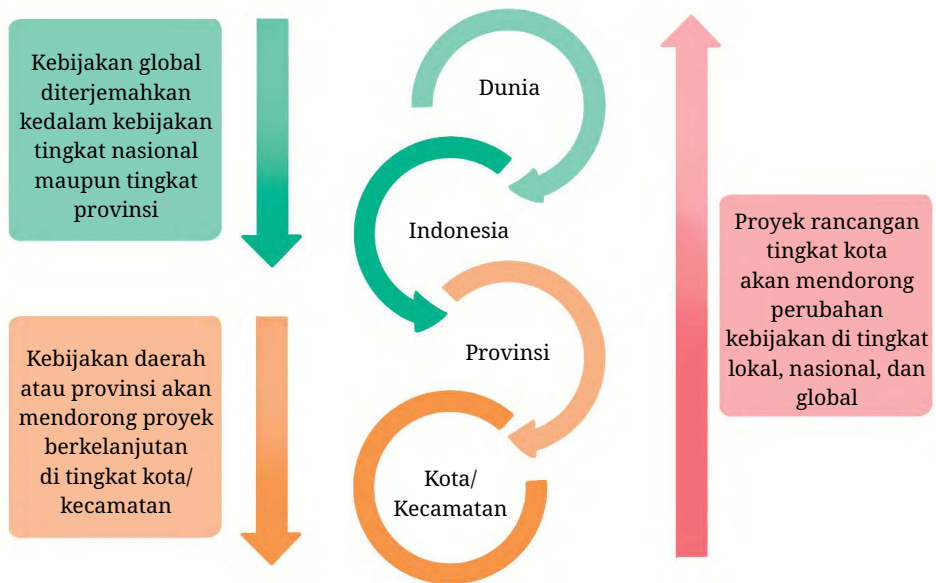 Kebijakan global
diterjemahkan
kedalam kebijakan
tingkat nasional
maupun tingkat
provinsi
Kebijakan daerah
atau provinsi akan
mendorong proyek
berkelanjutan
di tingkat kota/
kecamatan
Dunia
Indonesia
Provinsi
Kota/
Kecamatan
Proyek rancangan
tingkat kota
akan mendorong
perubahan
kebijakan di tingkat
lokal, nasional, dan
global